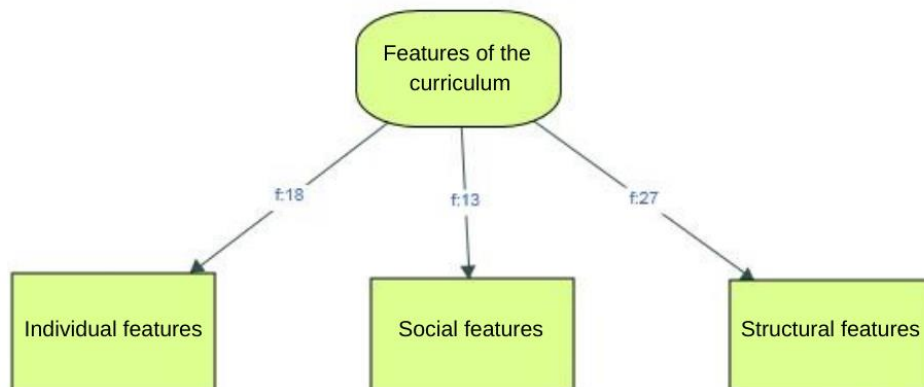 Features of the
curriculum
f:18
f:13
f:27
Individual features
Social features
Structural features